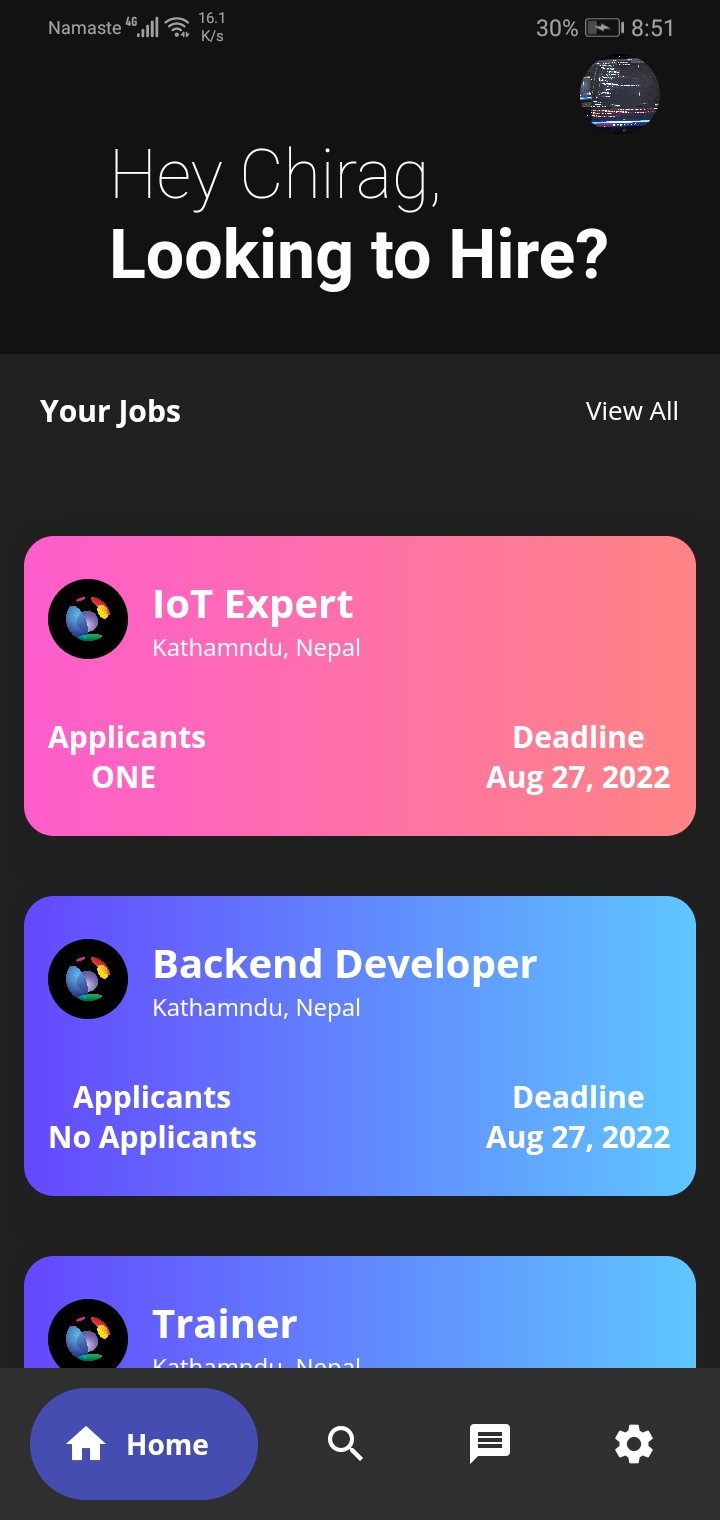 Namaste 4G 16.1 K/s 30% 8:51
Hey Chirag,
Looking to Hire?
Your Jobs View All
IoT Expert
Kathamndu, Nepal
Applicants Deadline
ONE Aug 27, 2022
Backend Developer
Kathamndu, Nepal
Applicants Deadline
No Applicants Aug 27, 2022
Trainer
Kathamndu, Nepal
Home